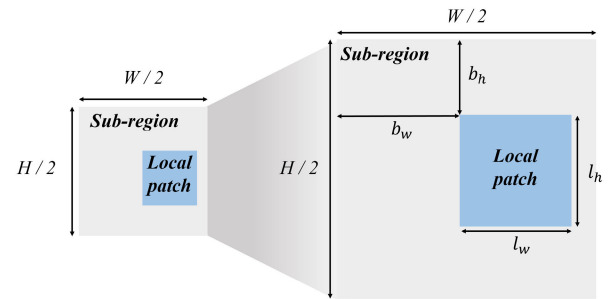 W / 2
Sub-region
H / 2
Local
patch
W / 2
Sub-region
b_h
b_w
H / 2
Local
patch
l_h
l_w